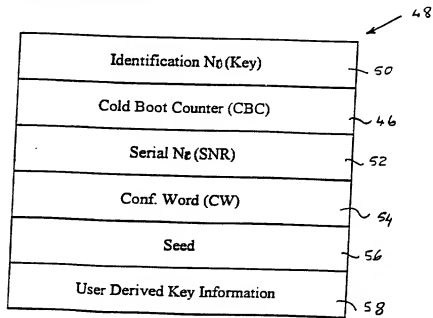 48
Identification No (Key) 50
Cold Boot Counter (CBC) 46
Serial No (SNR) 52
Conf. Word (CW) 54
Seed 56
User Derived Key Information 58